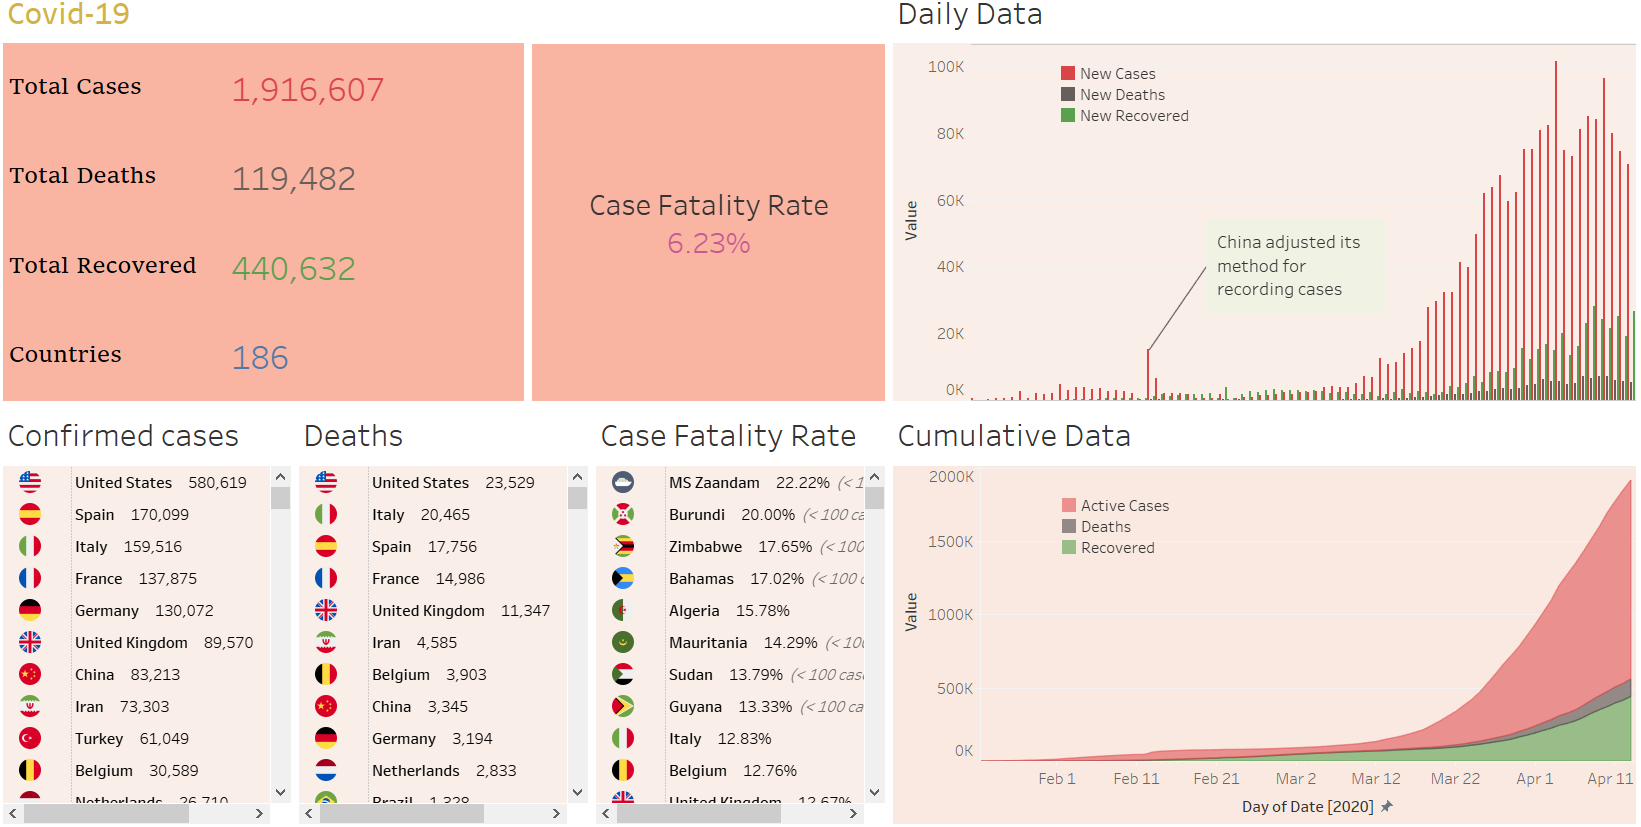 Covid-19
Total Cases 1,916,607
Total Deaths 119,482
Total Recovered 440,632
Countries 186
Case Fatality Rate
6.23%
Daily Data
100K
80K
60K
40K
20K
0K
Value
New Cases
New Deaths
New Recovered
China adjusted its
method for
recording cases
Confirmed cases
United States 580,619
Spain 170,099
Italy 159,516
France 137,875
Germany 130,072
United Kingdom 89,570
China 83,213
Iran 73,303
Turkey 61,049
Belgium 30,589
Netherlands 26,710
Deaths
United States 23,529
Italy 20,465
Spain 17,756
France 14,986
United Kingdom 11,347
Iran 4,585
Belgium 3,903
China 3,345
Germany 3,194
Netherlands 2,833
Brazil 1,328
Case Fatality Rate
MS Zaandam 22.22% (< 1
Burundi 20.00% (< 100 ca
Zimbabwe 17.65% (< 100
Bahamas 17.02% (< 100 c
Algeria 15.78%
Mauritania 14.29% (< 10
Sudan 13.79% (< 100 cas
Guyana 13.33% (< 100 ca
Italy 12.83%
Belgium 12.76%
United Kingdom 12.67%
Cumulative Data
2000K
1500K
1000K
500K
0K
Value
Active Cases
Deaths
Recovered
Feb 1 Feb 11 Feb 21 Mar 2 Mar 12 Mar 22 Apr 1 Apr 11
Day of Date [2020]